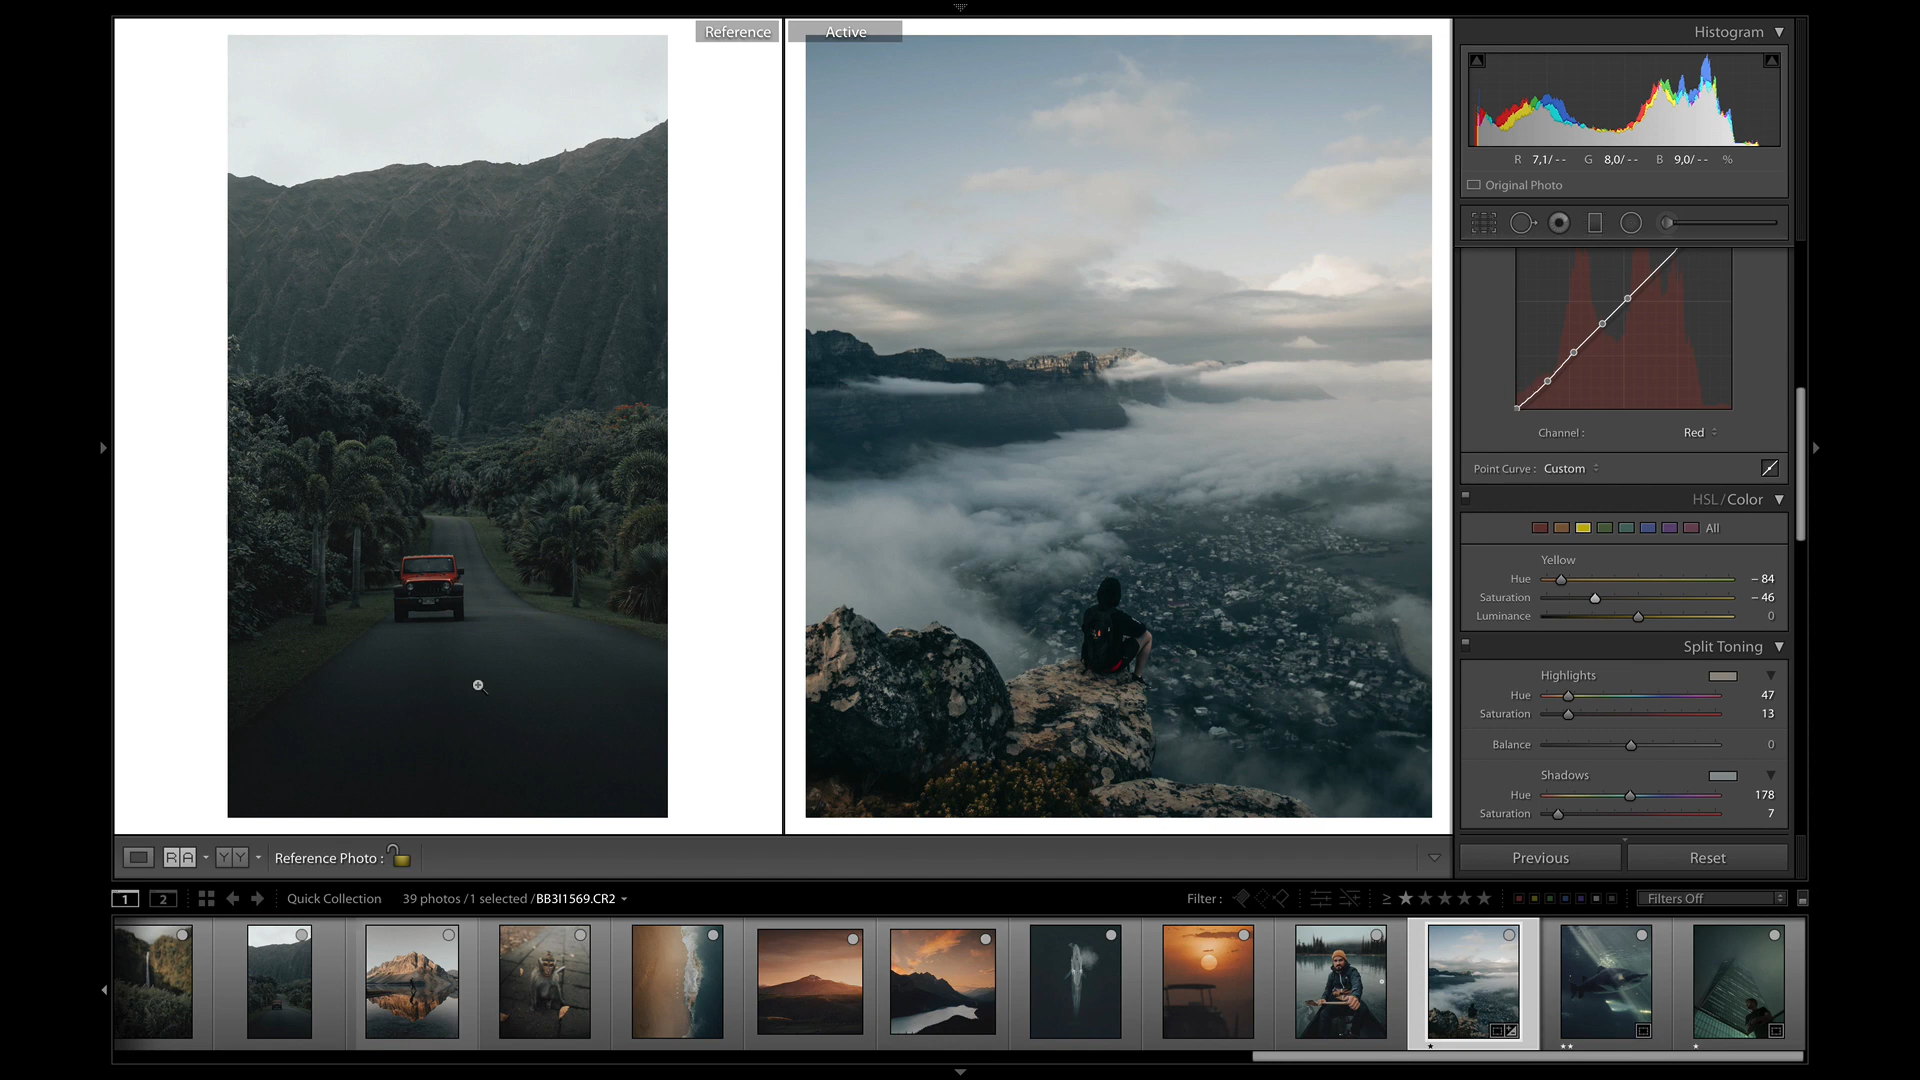 Reference
Active
Histogram
R 7,1/-- G 8,0/-- B 9,0/-- %
Original Photo
Channel : Red
Point Curve : Custom
HSL / Color
All
Yellow
Hue - 84
Saturation - 46
Luminance 0
Split Toning
Highlights
Hue 47
Saturation 13
Balance 0
Shadows
Hue 178
Saturation 7
Previous
Reset
R A
Y Y
Reference Photo :
1 2 Quick Collection 39 photos /1 selected /BB3I1569.CR2 Filter : ≥ Filters Off